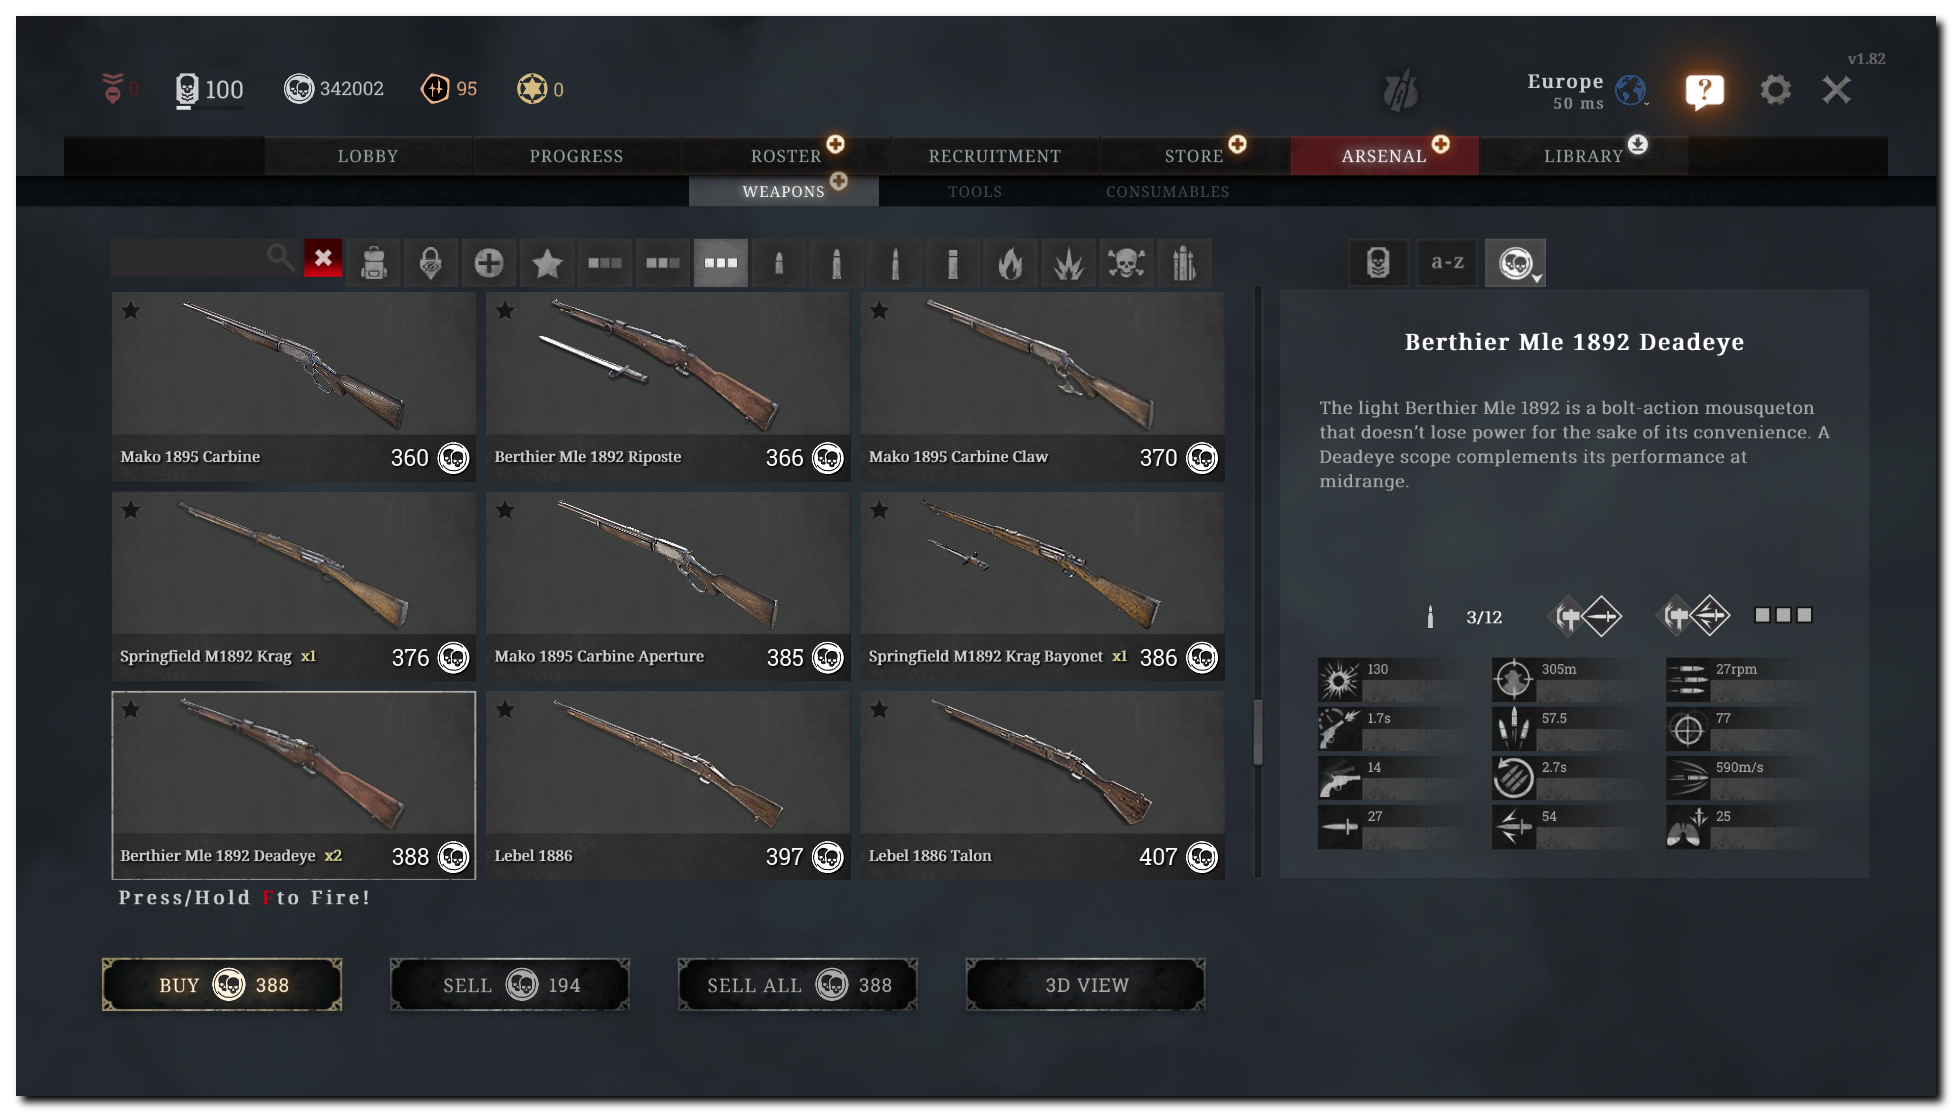 v1.82
0
100
342002
95
0
Europe
50 ms
?
LOBBY
PROGRESS
ROSTER
RECRUITMENT
STORE
ARSENAL
LIBRARY
WEAPONS
TOOLS
CONSUMABLES
a-z
Mako 1895 Carbine 360
Berthier Mle 1892 Riposte 366
Mako 1895 Carbine Claw 370
Springfield M1892 Krag x1 376
Mako 1895 Carbine Aperture 385
Springfield M1892 Krag Bayonet x1 386
Berthier Mle 1892 Deadeye x2 388
Lebel 1886 397
Lebel 1886 Talon 407
Press/Hold F to Fire!
BUY 388
SELL 194
SELL ALL 388
3D VIEW
Berthier Mle 1892 Deadeye
The light Berthier Mle 1892 is a bolt-action mousqueton
that doesn't lose power for the sake of its convenience. A
Deadeye scope complements its performance at
midrange.
3/12
130
305m
27rpm
1.7s
57.5
77
14
2.7s
590m/s
27
54
25